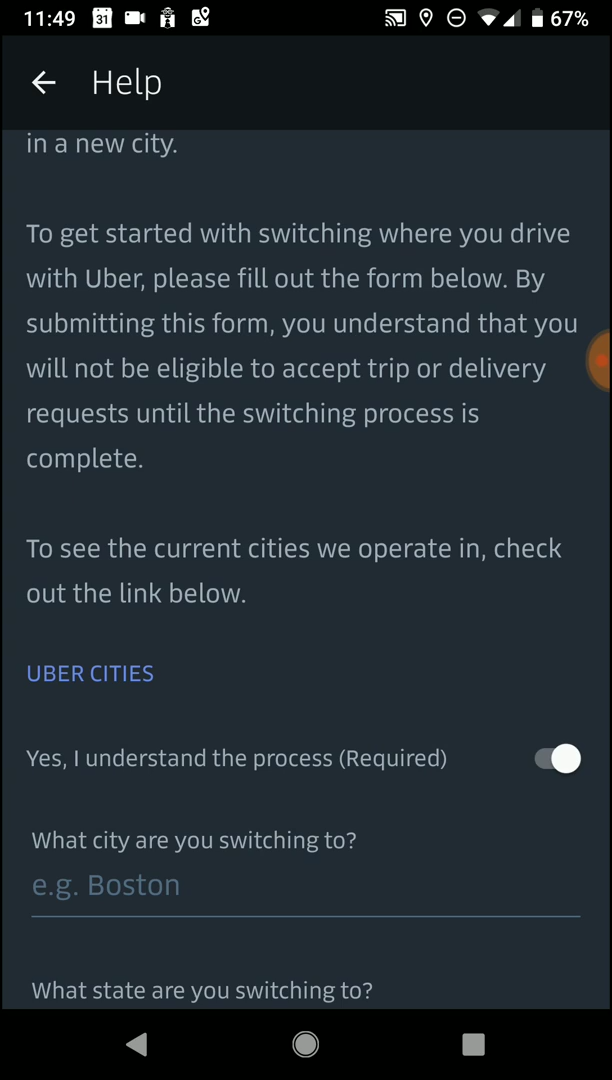 11:49
31
G
67%
Help
in a new city.
To get started with switching where you drive
with Uber, please fill out the form below. By
submitting this form, you understand that you
will not be eligible to accept trip or delivery
requests until the switching process is
complete.
To see the current cities we operate in, check
out the link below.
UBER CITIES
Yes, I understand the process (Required)
What city are you switching to?
e.g. Boston
What state are you switching to?